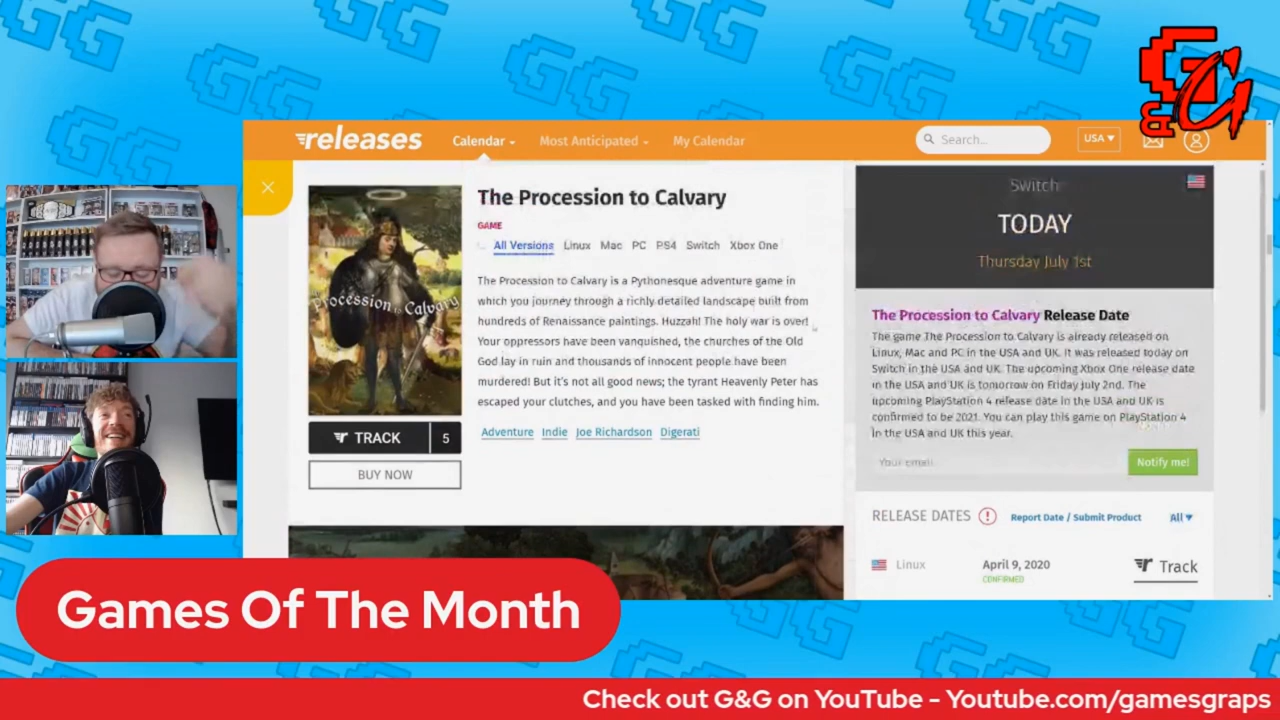 G&G
releases
Calendar
Most Anticipated
My Calendar
Search...
USA
The Procession to Calvary
GAME
All Versions Linux Mac PC PS4 Switch Xbox One
The Procession to Calvary is a Pythonesque adventure game in
which you journey through a richly detailed landscape built from
hundreds of Renaissance paintings. Huzzah! The holy war is over!
Your oppressors have been vanquished, the churches of the Old
God lay in ruin and thousands of innocent people have been
murdered! But it's not all good news; the tyrant Heavenly Peter has
escaped your clutches, and you have been tasked with finding him.
Adventure Indie Joe Richardson Digerati
Procession to Calvary
TRACK 5
BUY NOW
Switch
TODAY
Thursday July 1st
The Procession to Calvary Release Date
The game The Procession to Calvary is already released on
Linux, Mac and PC in the USA and UK. It was released today on
Switch in the USA and UK. The upcoming Xbox One release date
in the USA and UK is tomorrow on Friday July 2nd. The
upcoming PlayStation 4 release date in the USA and UK is
confirmed to be 2021. You can play this game on PlayStation 4
in the USA and UK this year.
Your email
Notify me!
RELEASE DATES
Report Date / Submit Product
All
Linux
April 9, 2020
CONFIRMED
Track
Games Of The Month
Check out G&G on YouTube - Youtube.com/gamesgraps